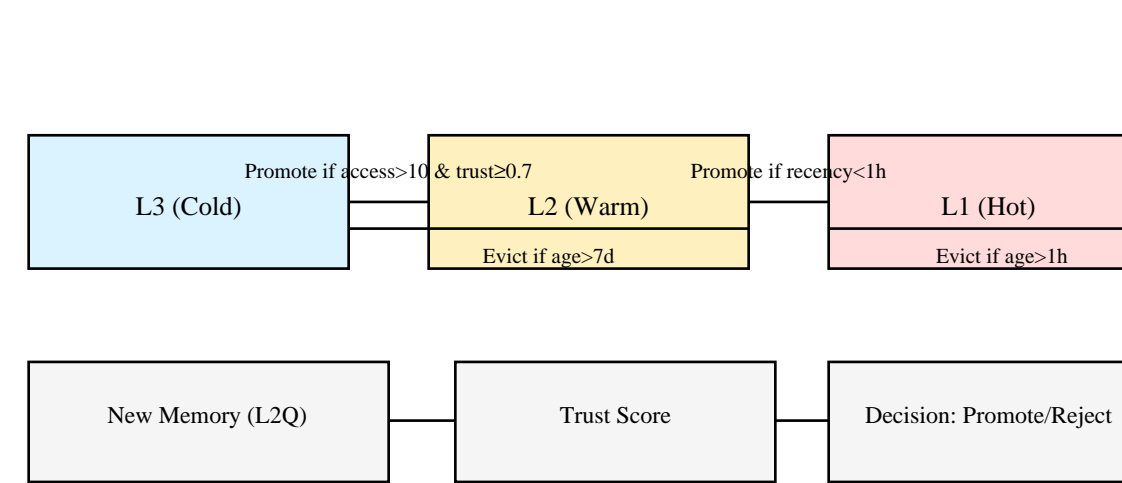 Promote if access>10 & trust≥0.7
Promote if recency<1h
L3 (Cold)
L2 (Warm)
L1 (Hot)
Evict if age>7d
Evict if age>1h
New Memory (L2Q)
Trust Score
Decision: Promote/Reject